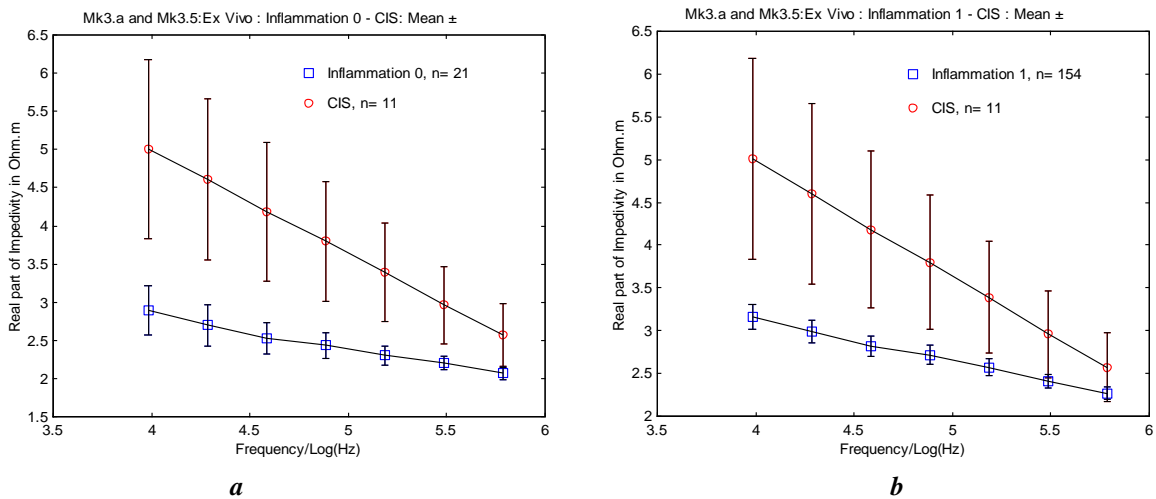 Mk3.a and Mk3.5:Ex Vivo : Inflammation 0 - CIS: Mean ±
6.5
6
5.5
5
4.5
4
3.5
3
2.5
2
1.5
Real part of Impedivity in Ohm.m
Inflammation 0, n= 21
CIS, n= 11
3.5 4 4.5 5 5.5 6
Frequency/Log(Hz)
a
Mk3.a and Mk3.5:Ex Vivo : Inflammation 1 - CIS : Mean ±
6.5
6
5.5
5
4.5
4
3.5
3
2.5
2
Real part of Impedivity in Ohm.m
Inflammation 1, n= 154
CIS, n= 11
3.5 4 4.5 5 5.5 6
Frequency/Log(Hz)
b